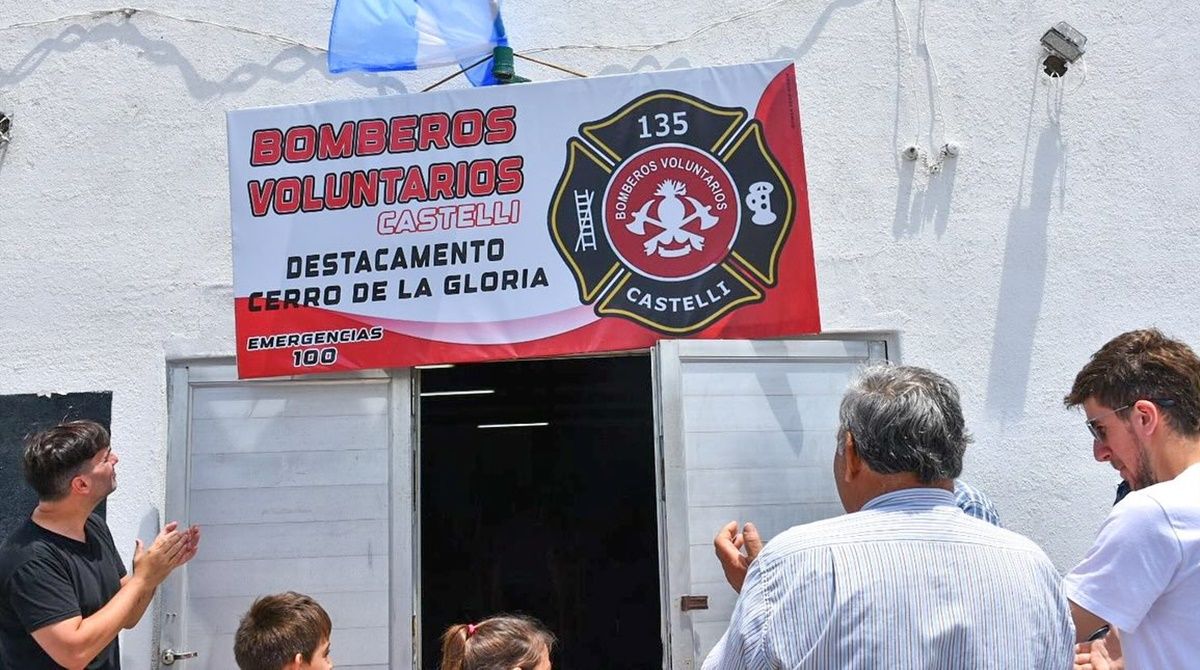 BOMBEROS
VOLUNTARIOS
CASTELLI
DESTACAMENTO
CERRO DE LA GLORIA
EMERGENCIAS
100
135
BOMBEROS VOLUNTARIOS
CASTELLI